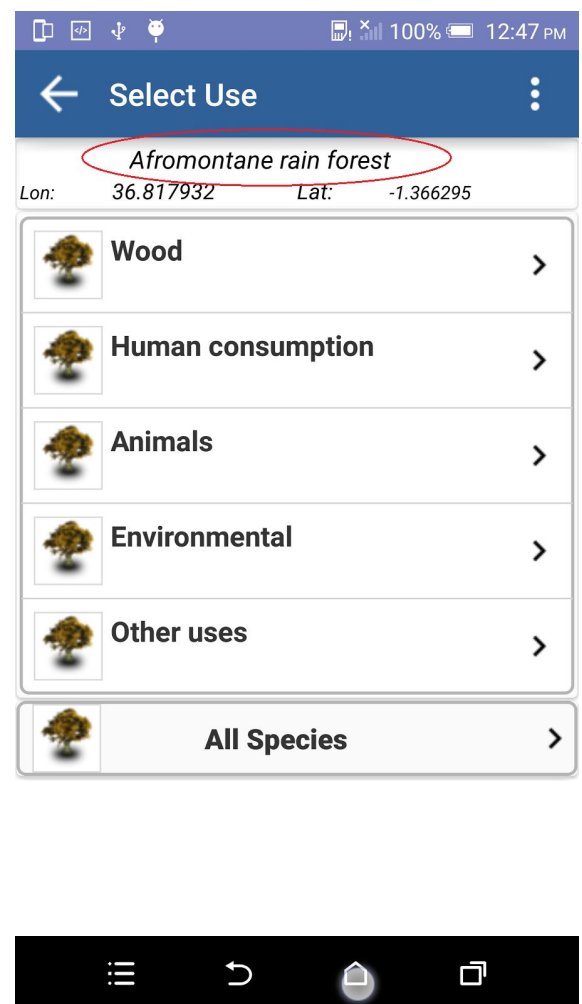 100% 12:47 PM
Select Use
Afromontane rain forest
Lon: 36.817932 Lat: -1.366295
Wood
Human consumption
Animals
Environmental
Other uses
All Species